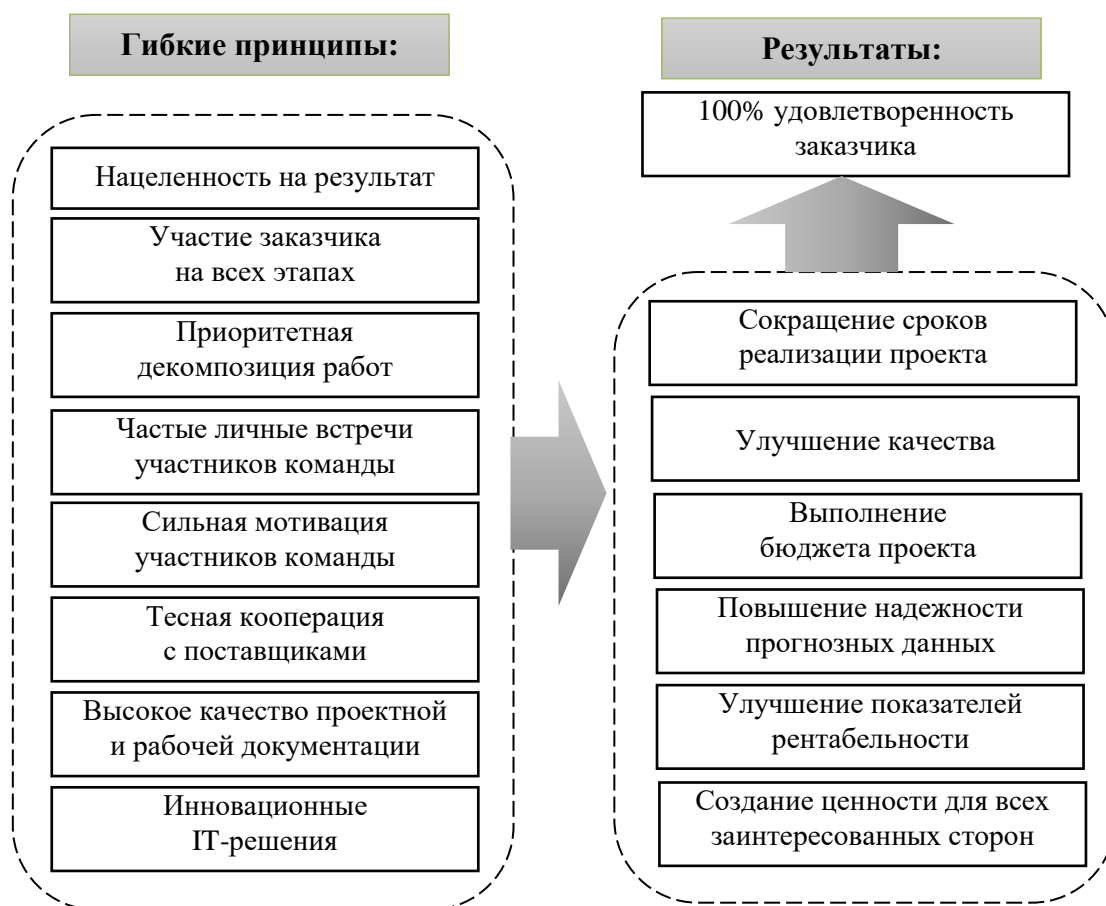 Гибкие принципы:
Нацеленность на результат
Участие заказчика
на всех этапах
Приоритетная
декомпозиция работ
Частые личные встречи
участников команды
Сильная мотивация
участников команды
Тесная кооперация
с поставщиками
Высокое качество проектной
и рабочей документации
Инновационные
IT-решения
Результаты:
100% удовлетворенность
заказчика
Сокращение сроков
реализации проекта
Улучшение качества
Выполнение
бюджета проекта
Повышение надежности
прогнозных данных
Улучшение показателей
рентабельности
Создание ценности для всех
заинтересованных сторон